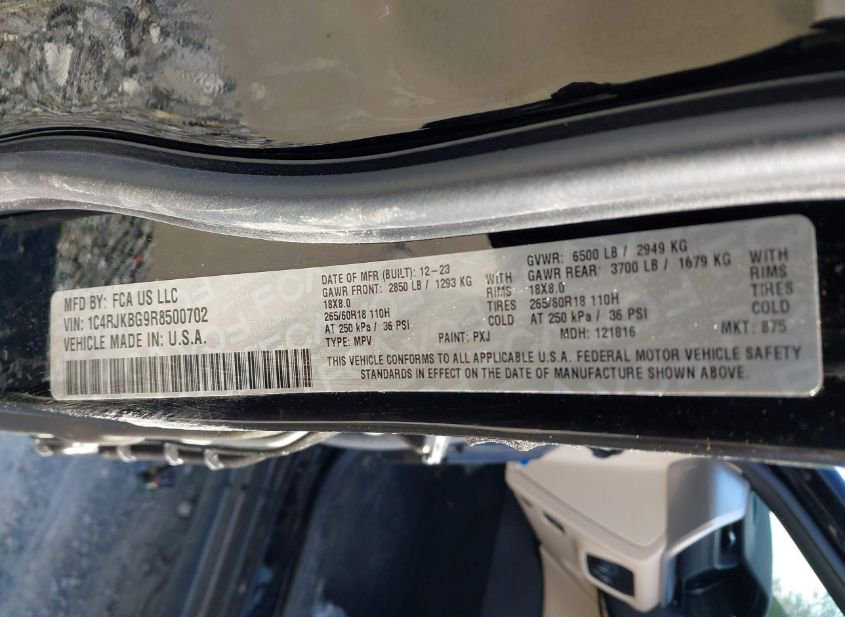 MFD BY: FCA US LLC
VIN: 1C4RJKBG9R8500702
VEHICLE MADE IN: U.S.A.
DATE OF MFR (BUILT): 12-23
GAWR FRONT: 2850 LB / 1293 KG WITH
18X8.0 RIMS
265/60R18 110H TIRES
AT 250 kPa / 36 PSI COLD
TYPE: MPV PAINT: PXJ
GVWR: 6500 LB / 2949 KG
GAWR REAR: 3700 LB / 1679 KG WITH
18X8.0 RIMS
265/60R18 110H TIRES
AT 250 kPa / 36 PSI COLD
MDH: 121816 MKT: 875
THIS VEHICLE CONFORMS TO ALL APPLICABLE U.S.A. FEDERAL MOTOR VEHICLE SAFETY
STANDARDS IN EFFECT ON THE DATE OF MANUFACTURE SHOWN ABOVE.